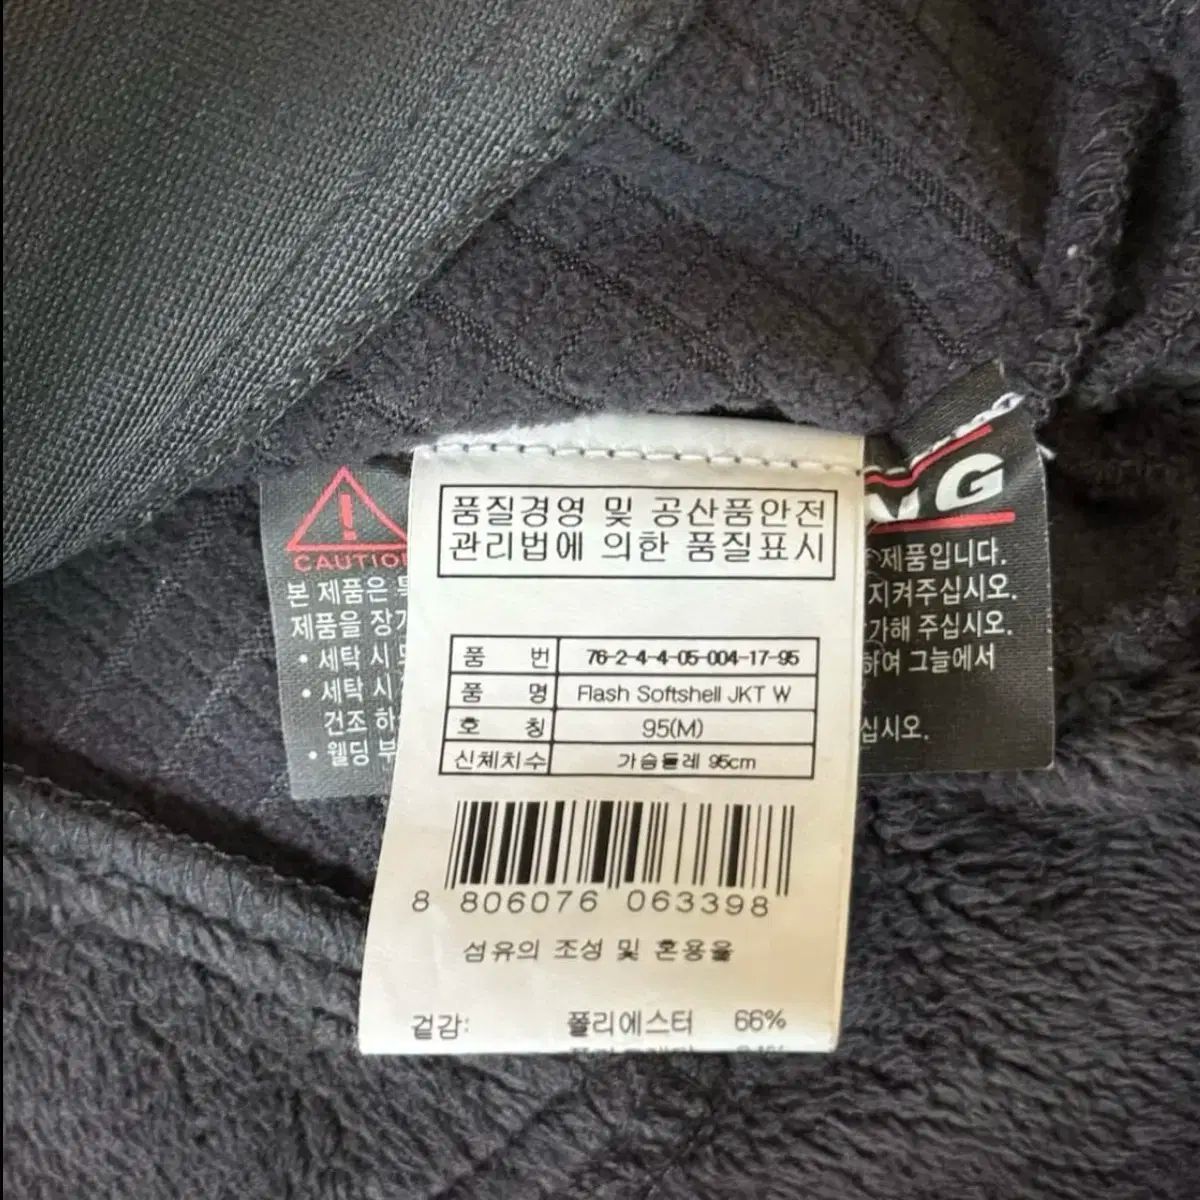 품질경영 및 공산품안전
관리법에 의한 품질표시
품 번 76-2-4-4-05-004-17-95
품 명 Flash Softshell JKT W
호 칭 95(M)
신체치수 가슴둘레 95cm
8 806076 063398
섬유의 조성 및 혼용율
겉감: 폴리에스터 66%
본 제품은
제품을
• 세탁 시
• 세탁 시
건조
• 웰딩
제품입니다.
지켜주십시오.
가해 주십시오.
하여 그늘에서
십시오.